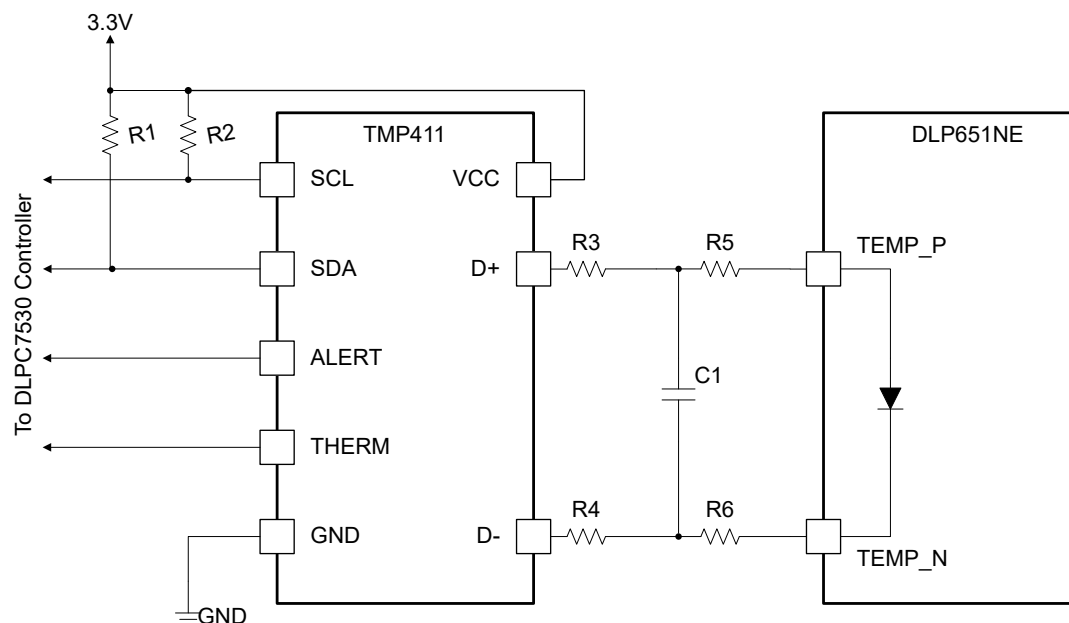 3.3V
R1
R2
TMP411
DLP651NE
SCL
VCC
SDA
D+
R3
R5
TEMP_P
ALERT
C1
THERM
GND
D-
R4
R6
TEMP_N
GND
To DLPC7530 Controller